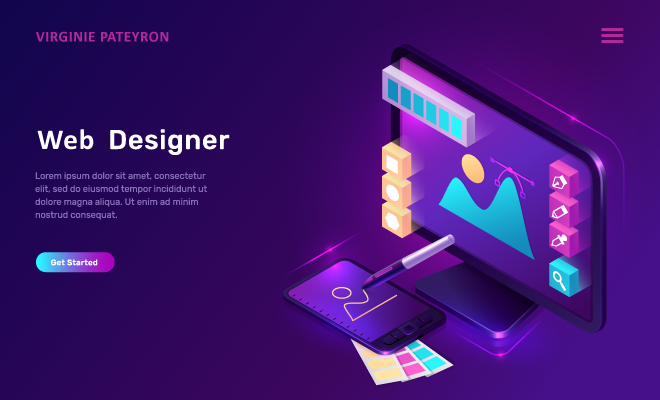 VIRGINIE PATEYRON
Web Designer
Lorem ipsum dolor sit amet, consectetur
elit, sed do eiusmod tempor incididunt ut
dolore magna aliqua. Ut enim ad minim
nostrud consequat.
Get Started